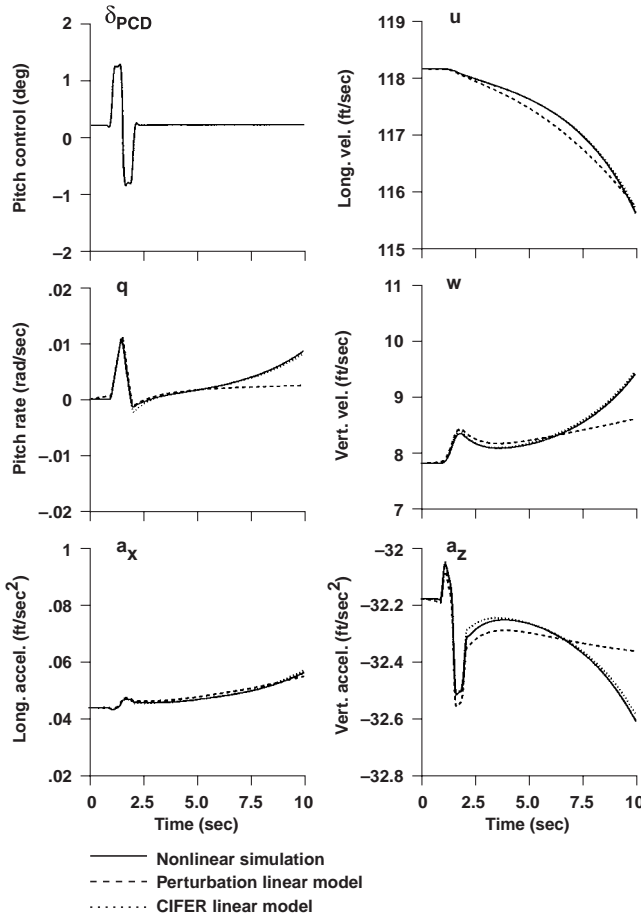 δPCD
Pitch control (deg)
2
1
0
–1
–2
u
Long. vel. (ft/sec)
119
118
117
116
115
q
Pitch rate (rad/sec)
.02
.01
0
–.01
–.02
w
Vert. vel. (ft/sec)
11
10
9
8
7
ax
Long. accel. (ft/sec2)
.1
.08
.06
.04
.02
0 2.5 5.0 7.5 10
Time (sec)
az
Vert. accel. (ft/sec2)
–32
–32.2
–32.4
–32.6
–32.8
0 2.5 5.0 7.5 10
Time (sec)
Nonlinear simulation
Perturbation linear model
CIFER linear model